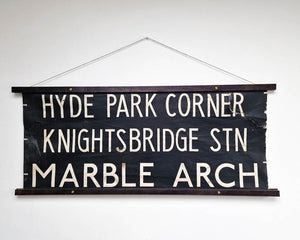 HYDE PARK CORNER
KNIGHTSBRIDGE STN
MARBLE ARCH